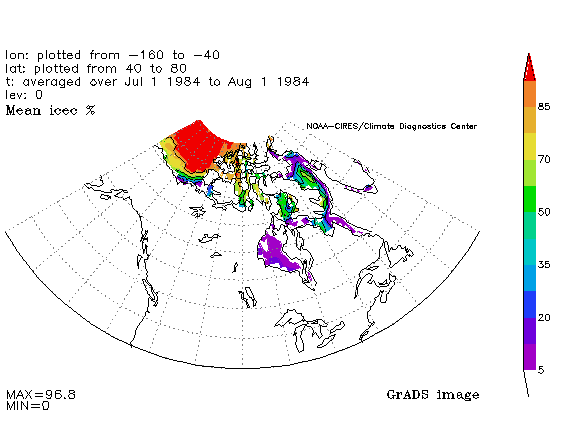 lon: plotted from −160 to −40
lat: plotted from 40 to 80
t: averaged over Jul 1 1984 to Aug 1 1984
lev: 0
Mean icec %
NOAA−CIRES/Climate Diagnostics Center
85
70
50
35
20
5
MAX=96.8
MIN=0
GrADS image